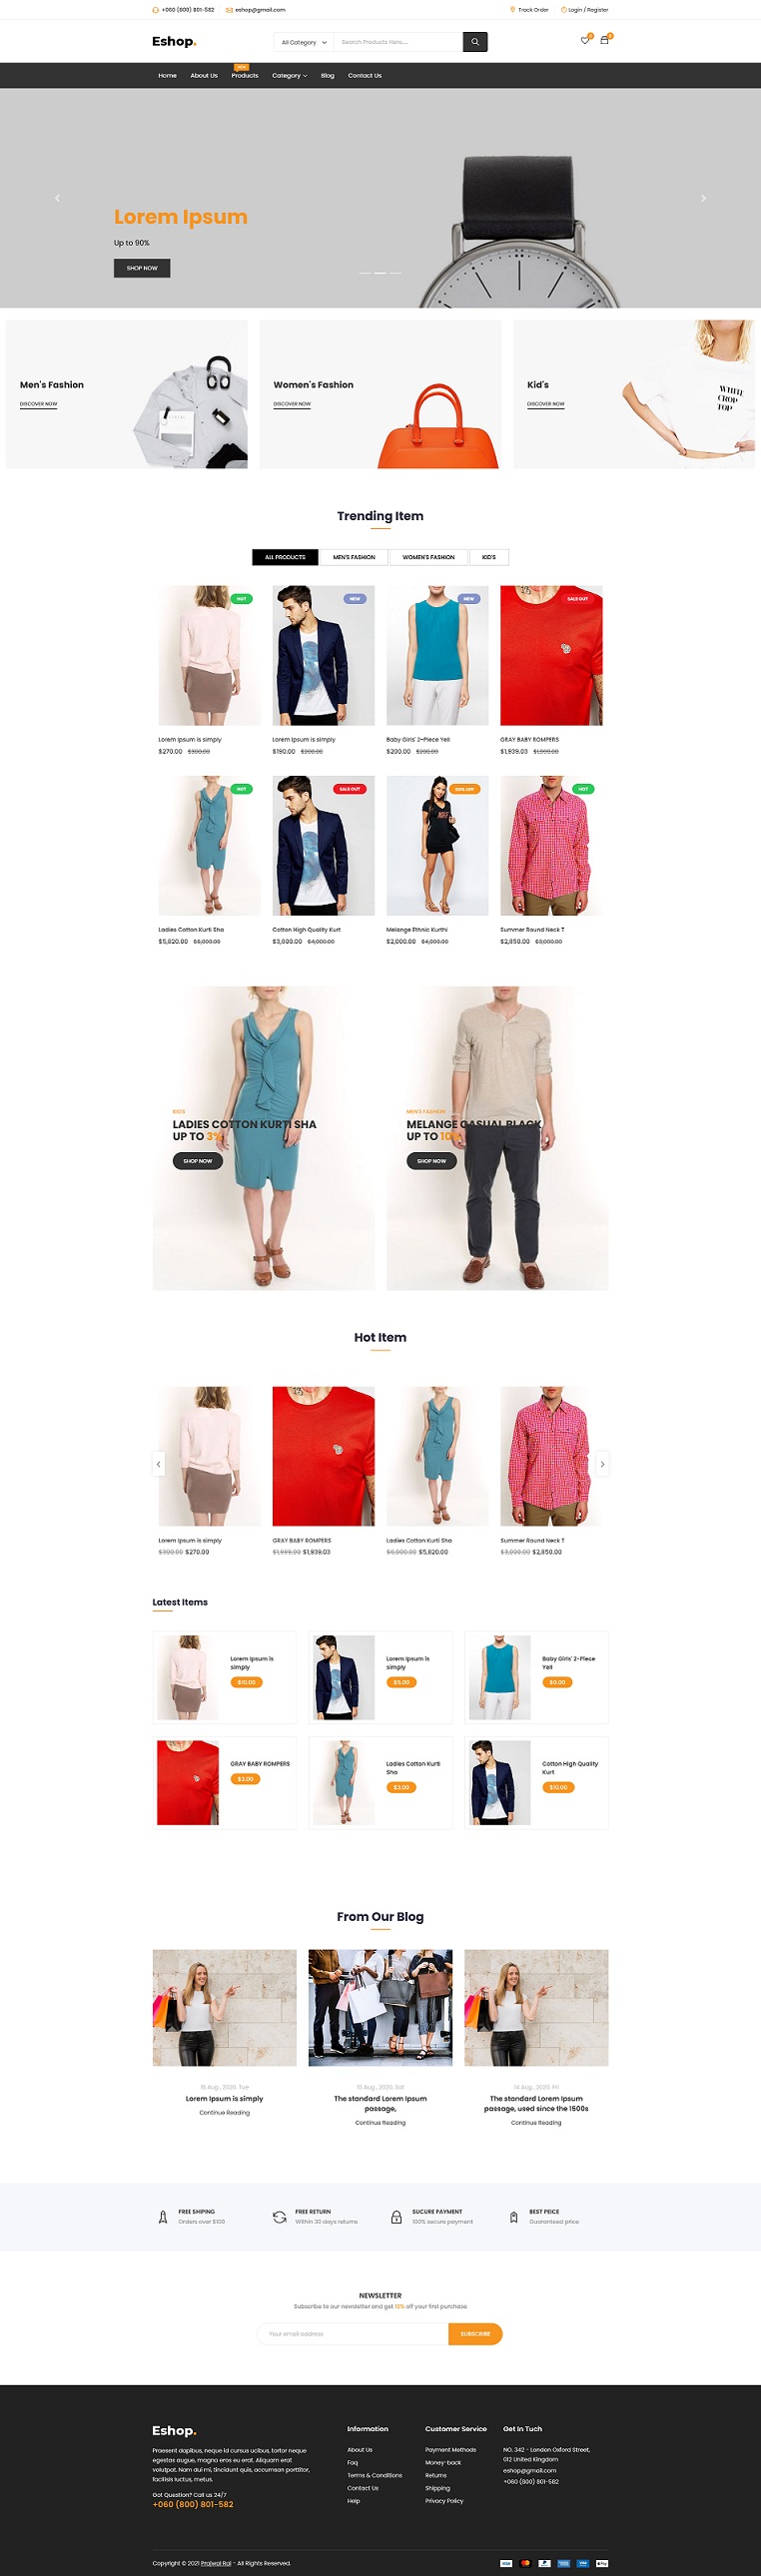 +060 (800) 801-582 eshop@gmail.com Track Order Login / Register
Eshop.
All Category Search Products Here.....
0 0
Home About Us Products Category Blog Contact Us
NEW
Lorem Ipsum
Up to 90%
SHOP NOW
Men's Fashion
DISCOVER NOW
Women's Fashion
DISCOVER NOW
Kid's
DISCOVER NOW
WHITE
CROP
TOP
Trending Item
ALL PRODUCTS MEN'S FASHION WOMEN'S FASHION KID'S
HOT NEW NEW SALE OUT
Lorem Ipsum is simply Lorem Ipsum is simply Baby Girls' 2-Piece Yell GRAY BABY ROMPERS
$270.00 $300.00 $190.00 $200.00 $200.00 $200.00 $1,939.03 $1,999.00
HOT SALE OUT 50% OFF HOT
Ladies Cotton Kurti Sha Cotton High Quality Kurt Melange Ethnic Kurthi Summer Round Neck T
$5,820.00 $6,000.00 $3,600.00 $4,000.00 $2,000.00 $4,000.00 $2,850.00 $3,000.00
KID'S
LADIES COTTON KURTI SHA
UP TO 3%
SHOP NOW
MEN'S FASHION
MELANGE CASUAL BLACK
UP TO 10%
SHOP NOW
Hot Item
Lorem Ipsum is simply GRAY BABY ROMPERS Ladies Cotton Kurti Sha Summer Round Neck T
$300.00 $270.00 $1,999.00 $1,939.03 $6,000.00 $5,820.00 $3,000.00 $2,850.00
Latest Items
Lorem Ipsum is
simply
$10.00
Lorem Ipsum is
simply
$5.00
Baby Girls' 2-Piece
Yell
$0.00
GRAY BABY ROMPERS
$3.00
Ladies Cotton Kurti
Sha
$3.00
Cotton High Quality
Kurt
$10.00
From Our Blog
Aug , 2020. Tue
Lorem Ipsum is simply
Continue Reading
15 Aug , 2020. Sat
The standard Lorem Ipsum
passage,
Continue Reading
14 Aug , 2020. Fri
The standard Lorem Ipsum
passage, used since the 1500s
Continue Reading
FREE SHIPING
Orders over $100
FREE RETURN
Within 30 days returns
SUCURE PAYMENT
100% secure payment
BEST PEICE
Guaranteed price
NEWSLETTER
Subscribe to our newsletter and get 10% off your first purchase
Your email address SUBSCRIBE
Eshop.
Praesent dapibus, neque id cursus ucibus, tortor neque
egestas augue, magna eros eu erat. Aliquam erat
volutpat. Nam dui mi, tincidunt quis, accumsan porttitor,
facilisis luctus, metus.
Got Question? Call us 24/7
+060 (800) 801-582
Information
About Us
Faq
Terms & Conditions
Contact Us
Help
Customer Service
Payment Methods
Money-back
Returns
Shipping
Privacy Policy
Get In Tuch
NO. 342 - London Oxford Street,
012 United Kingdom
eshop@gmail.com
+060 (800) 801-582
Copyright © 2021 Prajwal Rai - All Rights Reserved.